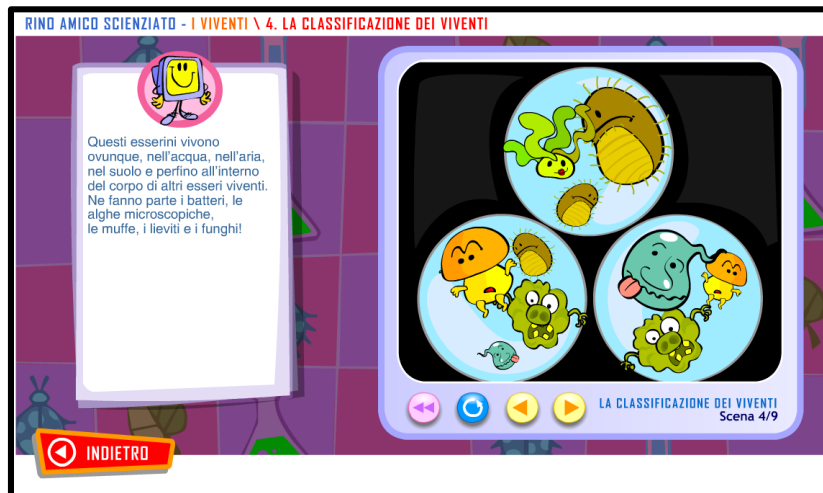 RINO AMICO SCIENZIATO - I VIVENTI \ 4. LA CLASSIFICAZIONE DEI VIVENTI
Questi esserini vivono
ovunque, nell'acqua, nell'aria,
nel suolo e perfino all'interno
del corpo di altri esseri viventi.
Ne fanno parte i batteri, le
alghe microscopiche,
le muffe, i lieviti e i funghi!
LA CLASSIFICAZIONE DEI VIVENTI
Scena 4/9
INDIETRO